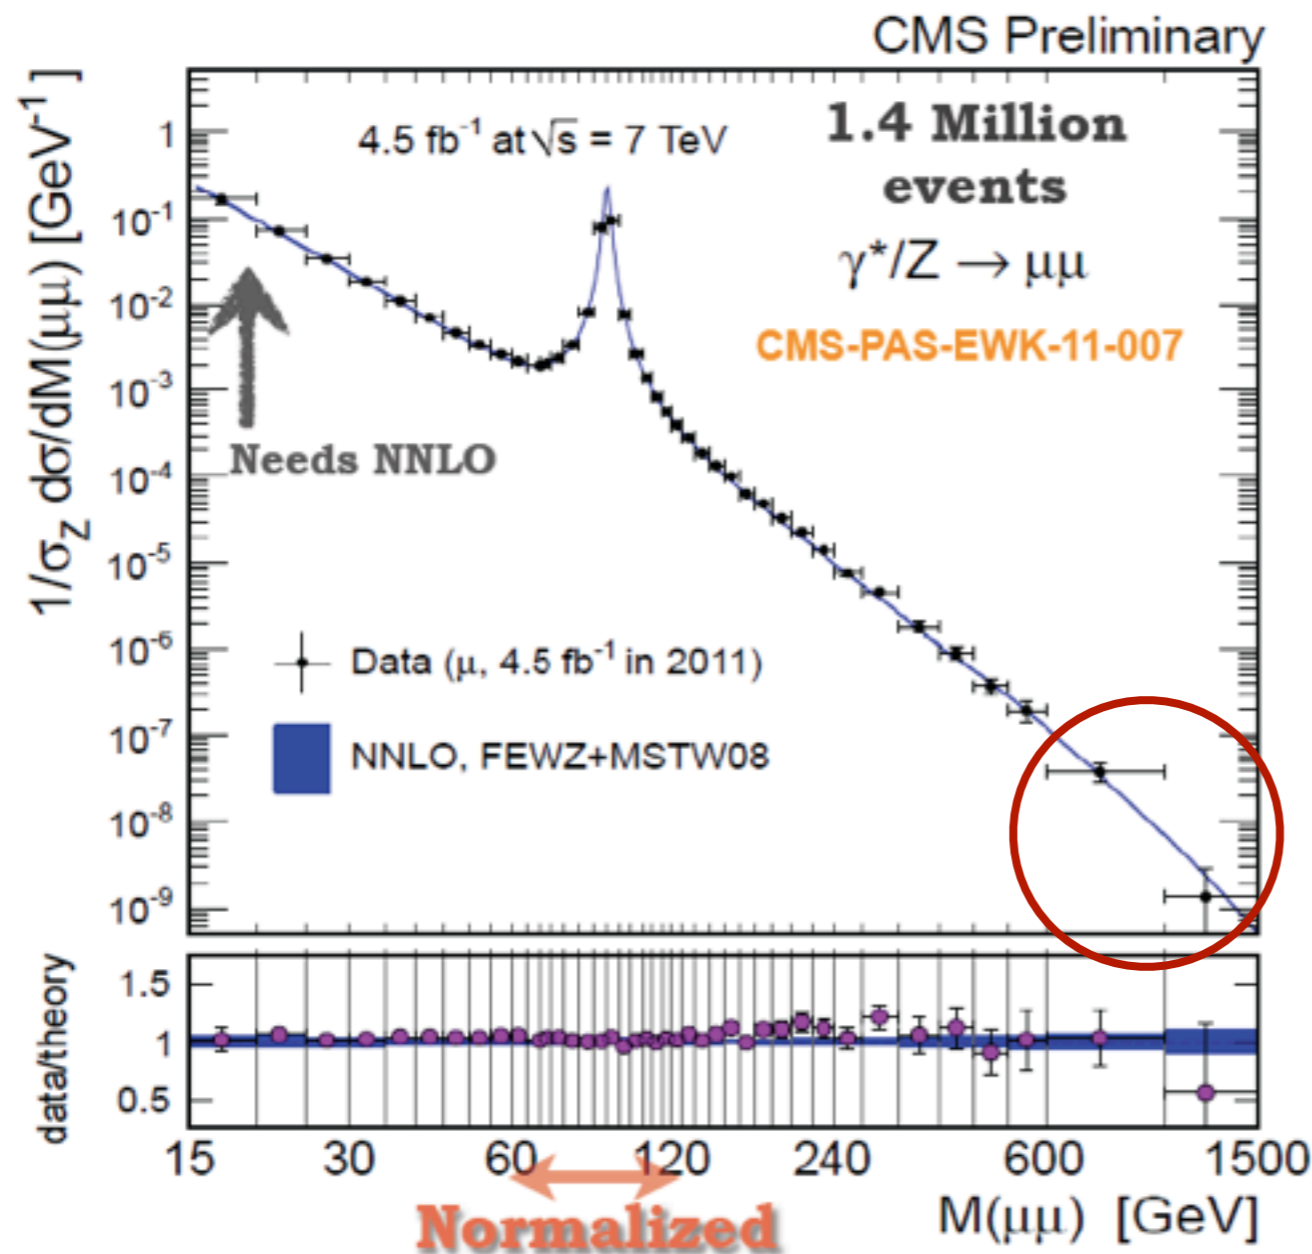 CMS Preliminary
1/σ_Z dσ/dM(μμ) [GeV⁻¹]
4.5 fb⁻¹ at √s = 7 TeV
1.4 Million
events
γ*/Z → μμ
CMS-PAS-EWK-11-007
1
10⁻¹
10⁻²
10⁻³
10⁻⁴
10⁻⁵
10⁻⁶
10⁻⁷
10⁻⁸
10⁻⁹
Needs NNLO
Data (μ, 4.5 fb⁻¹ in 2011)
NNLO, FEWZ+MSTW08
data/theory
1.5
1
0.5
15 30 60 120 240 600 1500
Normalized
M(μμ) [GeV]